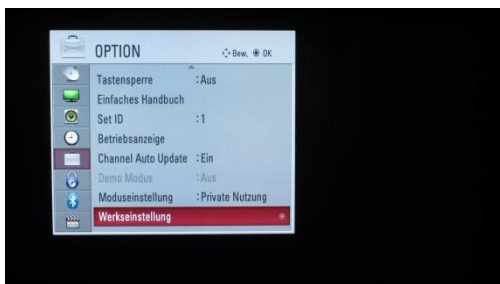 OPTION
Bew. OK
Tastensperre : Aus
Einfaches Handbuch
Set ID : 1
Betriebsanzeige
Channel Auto Update : Ein
Demo Modus : Aus
Moduseinstellung : Private Nutzung
Werkseinstellung